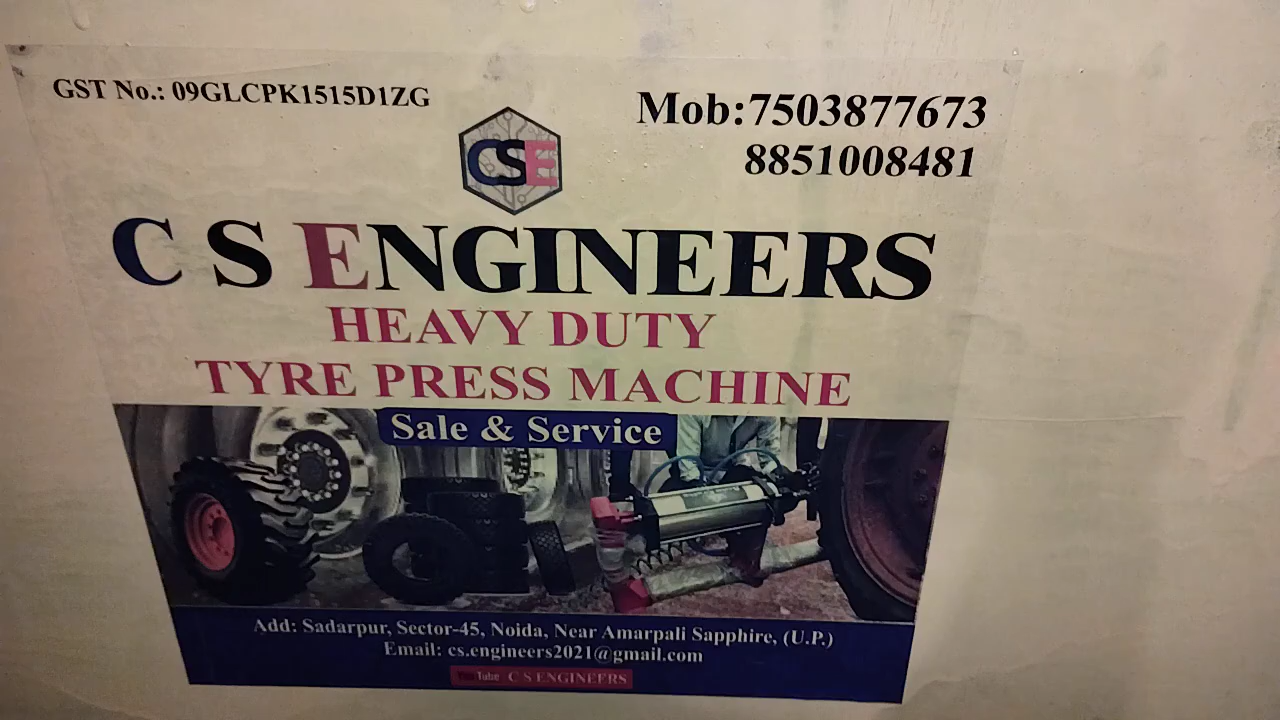 GST No.: 09GLCPK1515D1ZG
Mob:7503877673
8851008481
CSE
C S ENGINEERS
HEAVY DUTY
TYRE PRESS MACHINE
Sale & Service
Add: Sadarpur, Sector-45, Noida, Near Amarpali Sapphire, (U.P.)
Email: cs.engineers2021@gmail.com
YouTube C S ENGINEERS